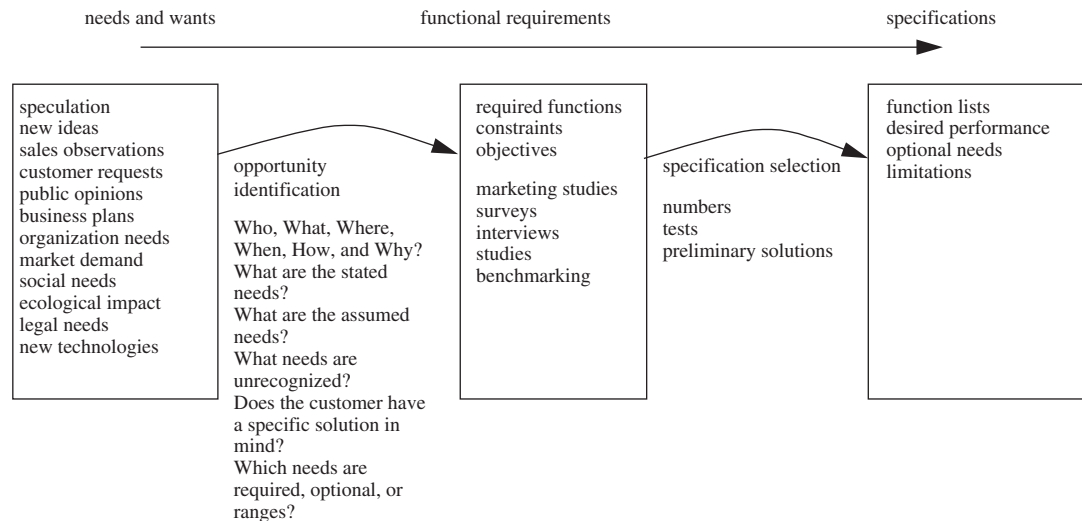 needs and wants
functional requirements
specifications
speculation
new ideas
sales observations
customer requests
public opinions
business plans
organization needs
market demand
social needs
ecological impact
legal needs
new technologies
opportunity
identification
Who, What, Where,
When, How, and Why?
What are the stated
needs?
What are the assumed
needs?
What needs are
unrecognized?
Does the customer have
a specific solution in
mind?
Which needs are
required, optional, or
ranges?
required functions
constraints
objectives
marketing studies
surveys
interviews
studies
benchmarking
specification selection
numbers
tests
preliminary solutions
function lists
desired performance
optional needs
limitations